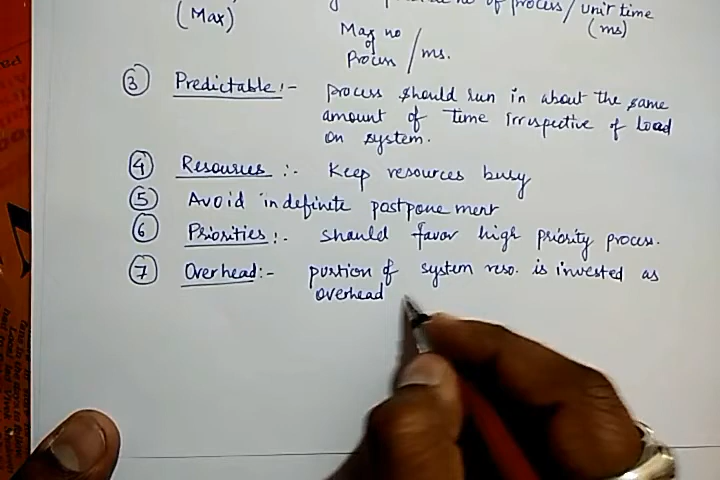 of process / unit time
(Max)
(ms)
Max no
of
Process / ms.
③ Predictable :- process should run in about the same
amount of time irrespective of load
on system.
④ Resources :- Keep resources busy
⑤ Avoid indefinite postponement
⑥ Priorities :- should favor high priority process.
⑦ Overhead :- portion of system reso. is invested as
overhead